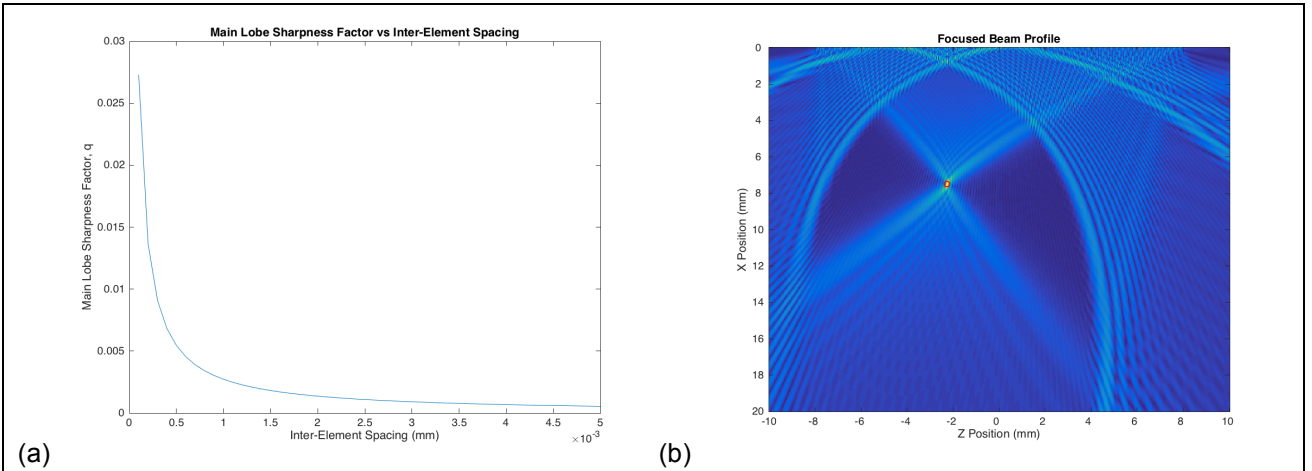 Main Lobe Sharpness Factor vs Inter-Element Spacing
0.03
0.025
0.02
0.015
0.01
0.005
0
Main Lobe Sharpness Factor, q
0 0.5 1 1.5 2 2.5 3 3.5 4 4.5 5
Inter-Element Spacing (mm)
×10-3
(a)
Focused Beam Profile
0
2
4
6
8
10
12
14
16
18
20
X Position (mm)
-10 -8 -6 -4 -2 0 2 4 6 8 10
Z Position (mm)
(b)